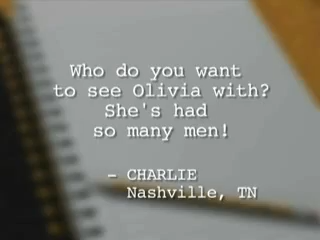 Who do you want
to see Olivia with?
She's had
so many men!
- CHARLIE
Nashville, TN